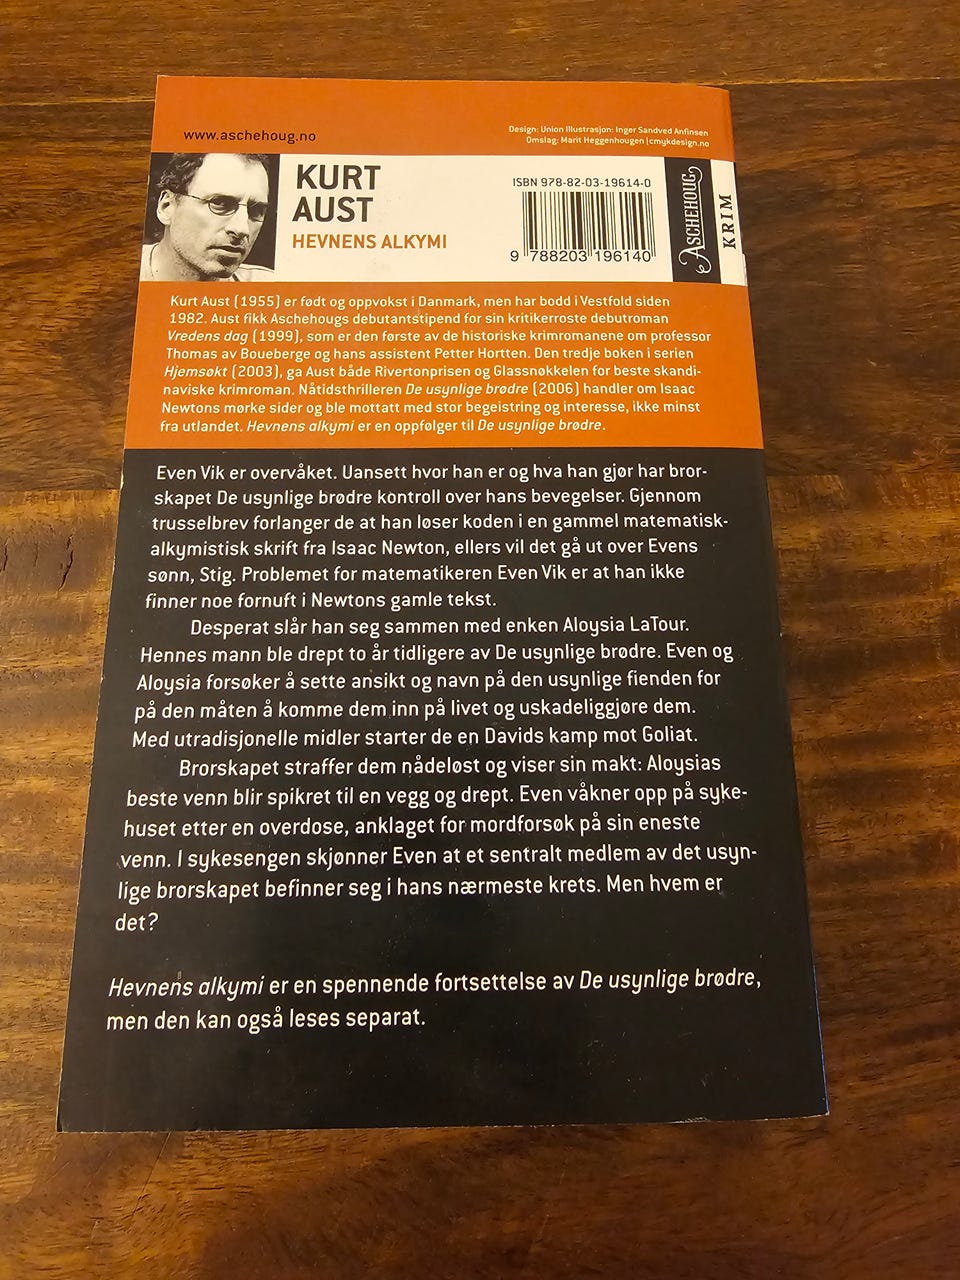 www.aschehoug.no
Design: Union Illustrasjon: Inger Sandved Anfinsen
Omslag: Marit Heggenhougen | cmykdesign.no
KURT
AUST
HEVNENS ALKYMI
ISBN 978-82-03-19614-0
9 788203 196140
ASCHEHOUG
KRIM
Kurt Aust (1955) er født og oppvokst i Danmark, men har bodd i Vestfold siden
1982. Aust fikk Aschehougs debutantstipend for sin kritikerroste debutroman
Vredens dag (1999), som er den første av de historiske krimromanene om professor
Thomas av Boueberge og hans assistent Petter Hortten. Den tredje boken i serien
Hjemsøkt (2003), ga Aust både Rivertonprisen og Glassnøkkelen for beste skandi-
naviske krimroman. Nåtidsthrilleren De usynlige brødre (2006) handler om Isaac
Newtons mørke sider og ble mottatt med stor begeistring og interesse, ikke minst
fra utlandet. Hevnens alkymi er en oppfølger til De usynlige brødre.
Even Vik er overvåket. Uansett hvor han er og hva han gjør har bror-
skapet De usynlige brødre kontroll over hans bevegelser. Gjennom
trusselbrev forlanger de at han løser koden i en gammel matematisk-
alkymistisk skrift fra Isaac Newton, ellers vil det gå ut over Evens
sønn, Stig. Problemet for matematikeren Even Vik er at han ikke
finner noe fornuft i Newtons gamle tekst.
Desperat slår han seg sammen med enken Aloysia LaTour.
Hennes mann ble drept to år tidligere av De usynlige brødre. Even og
Aloysia forsøker å sette ansikt og navn på den usynlige fienden for
på den måten å komme dem inn på livet og uskadeliggjøre dem.
Med utradisjonelle midler starter de en Davids kamp mot Goliat.
Brorskapet straffer dem nådeløst og viser sin makt: Aloysias
beste venn blir spikret til en vegg og drept. Even våkner opp på syke-
huset etter en overdose, anklaget for mordforsøk på sin eneste
venn. I sykesengen skjønner Even at et sentralt medlem av det usyn-
lige brorskapet befinner seg i hans nærmeste krets. Men hvem er
det?
Hevnens alkymi er en spennende fortsettelse av De usynlige brødre,
men den kan også leses separat.